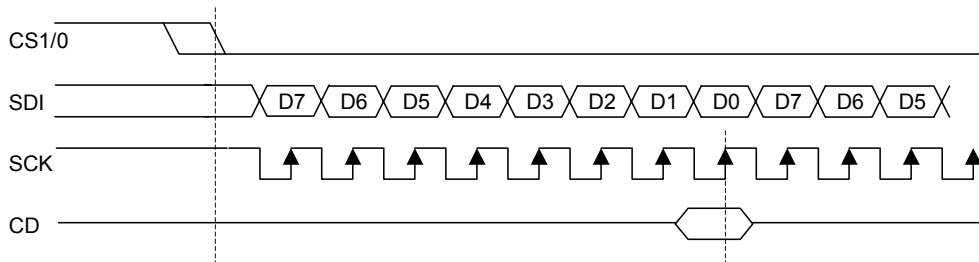 CS1/0
SDI D7 D6 D5 D4 D3 D2 D1 D0 D7 D6 D5
SCK
CD